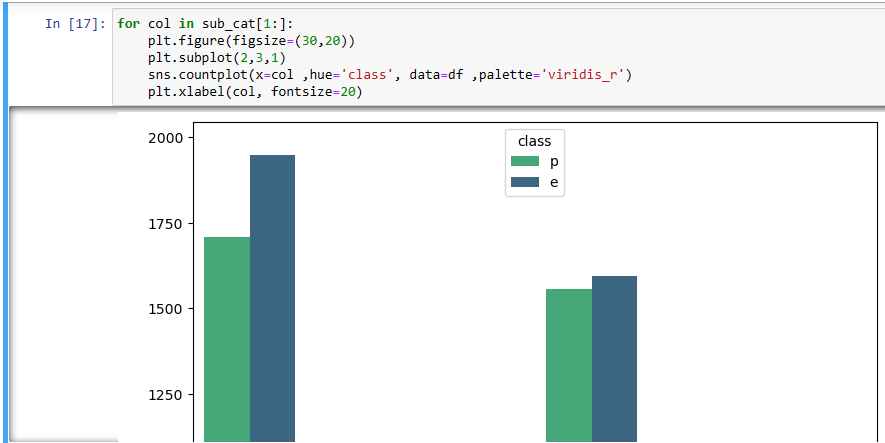 In [17]: for col in sub_cat[1:]:
    plt.figure(figsize=(30,20))
    plt.subplot(2,3,1)
    sns.countplot(x=col ,hue='class', data=df ,palette='viridis_r')
    plt.xlabel(col, fontsize=20)
2000
class
p
e
1750
1500
1250